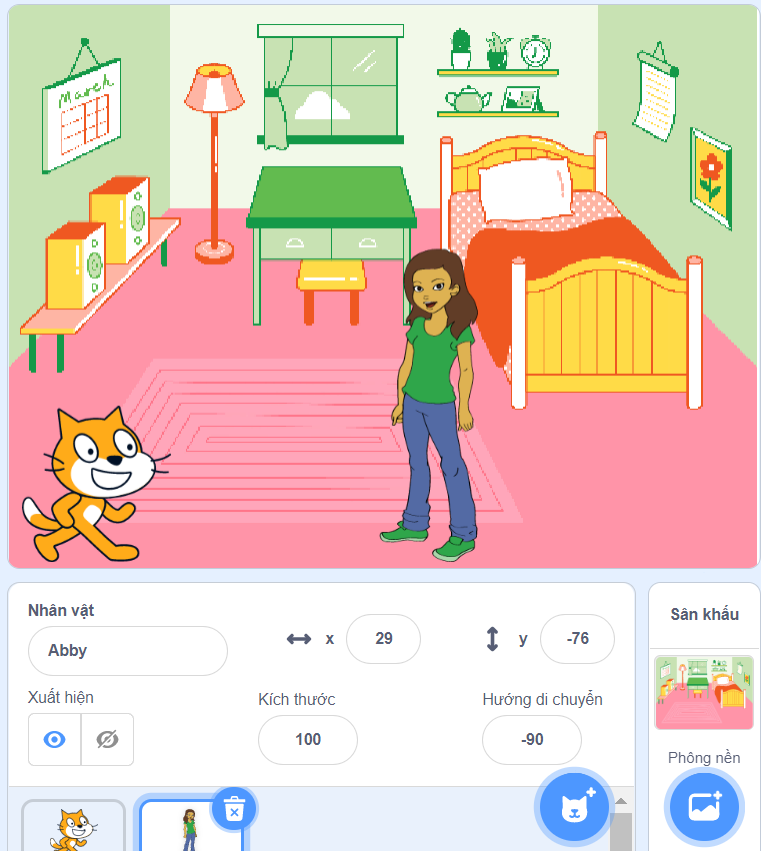 March
Nhân vật
Sân khấu
Abby
x
29
y
-76
Xuất hiện
Kích thước
Hướng di chuyển
100
-90
Phông nền